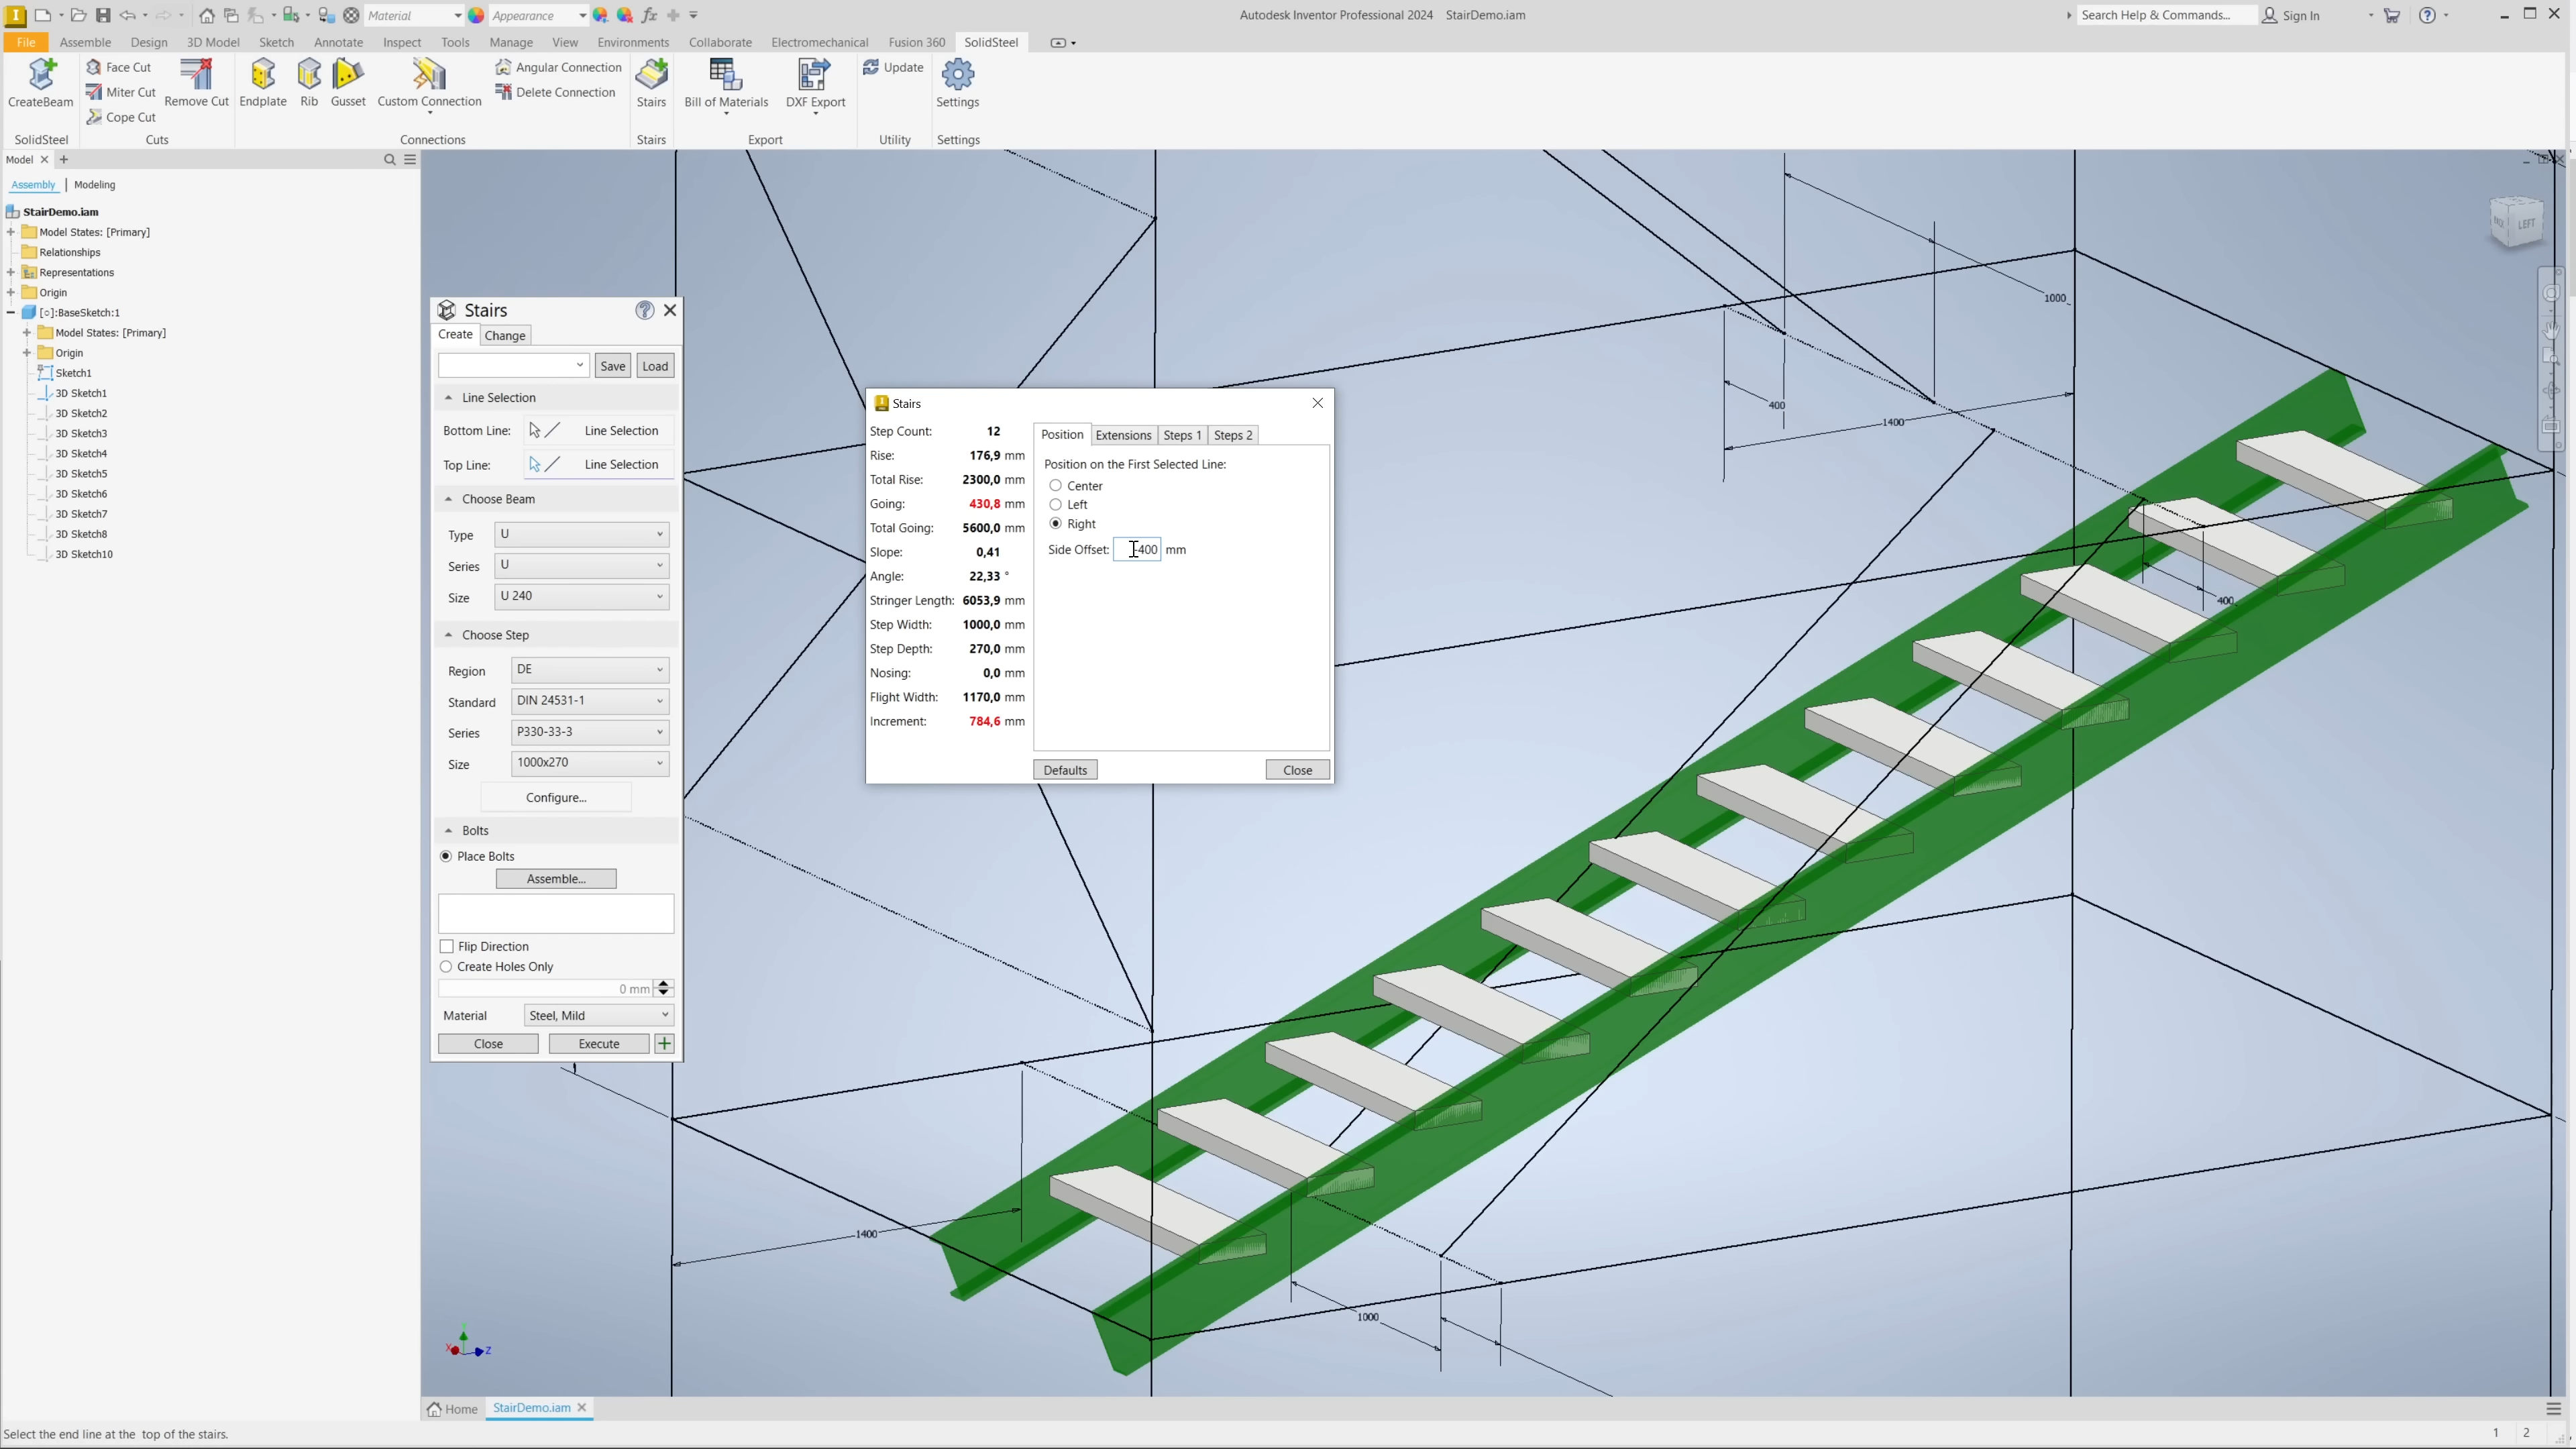 Material
Appearance
Autodesk Inventor Professional 2024 StairDemo.iam
Search Help & Commands...
Sign In
File Assemble Design 3D Model Sketch Annotate Inspect Tools Manage View Environments Collaborate Electromechanical Fusion 360 SolidSteel
CreateBeam
Face Cut
Miter Cut
Cope Cut
Remove Cut
Endplate
Rib
Gusset
Custom Connection
Angular Connection
Delete Connection
Stairs
Bill of Materials
DXF Export
Update
Settings
SolidSteel
Cuts
Connections
Stairs
Export
Utility
Settings
Model
Assembly | Modeling
StairDemo.iam
Model States: [Primary]
Relationships
Representations
Origin
[○]:BaseSketch:1
Model States: [Primary]
Origin
Sketch1
3D Sketch1
3D Sketch2
3D Sketch3
3D Sketch4
3D Sketch5
3D Sketch6
3D Sketch7
3D Sketch8
3D Sketch10
Stairs
Create Change
Save Load
Line Selection
Bottom Line: Line Selection
Top Line: Line Selection
Choose Beam
Type U
Series U
Size U 240
Choose Step
Region DE
Standard DIN 24531-1
Series P330-33-3
Size 1000x270
Configure...
Bolts
Place Bolts
Assemble...
Flip Direction
Create Holes Only
0 mm
Material Steel, Mild
Close Execute
Stairs
Step Count: 12
Rise: 176,9 mm
Total Rise: 2300,0 mm
Going: 430,8 mm
Total Going: 5600,0 mm
Slope: 0,41
Angle: 22,33 °
Stringer Length: 6053,9 mm
Step Width: 1000,0 mm
Step Depth: 270,0 mm
Nosing: 0,0 mm
Flight Width: 1170,0 mm
Increment: 784,6 mm
Position Extensions Steps 1 Steps 2
Position on the First Selected Line:
Center
Left
Right
Side Offset: -400 mm
Defaults
Close
1000
400
1400
400
1400
1000
LEFT
X
Z
Home StairDemo.iam
Select the end line at the top of the stairs.
1 2